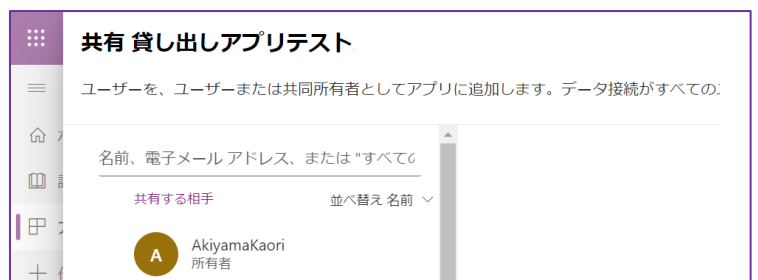 共有 貸し出しアプリテスト
ユーザーを、ユーザーまたは共同所有者としてアプリに追加します。データ接続がすべての
名前、電子メール アドレス、または "すべての
共有する相手
並べ替え 名前
A
AkiyamaKaori
所有者